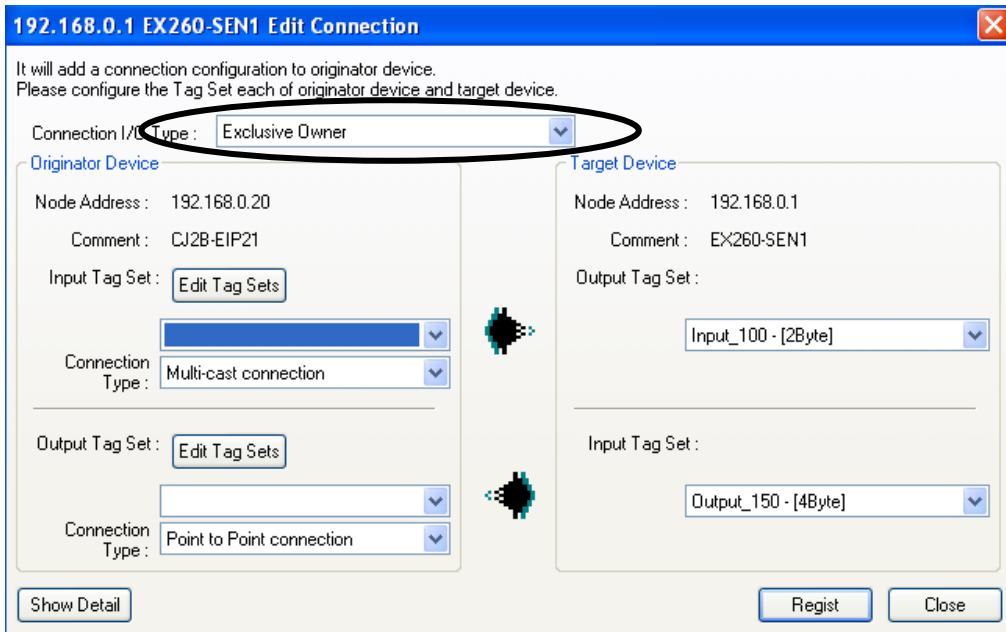 192.168.0.1 EX260-SEN1 Edit Connection
It will add a connection configuration to originator device.
Please configure the Tag Set each of originator device and target device.
Connection I/O Type : Exclusive Owner
Originator Device
Node Address : 192.168.0.20
Comment : CJ2B-EIP21
Input Tag Set : Edit Tag Sets
Connection Type : Multi-cast connection
Output Tag Set : Edit Tag Sets
Connection Type : Point to Point connection
Target Device
Node Address : 192.168.0.1
Comment : EX260-SEN1
Output Tag Set :
Input_100 - [2Byte]
Input Tag Set :
Output_150 - [4Byte]
Show Detail
Regist
Close